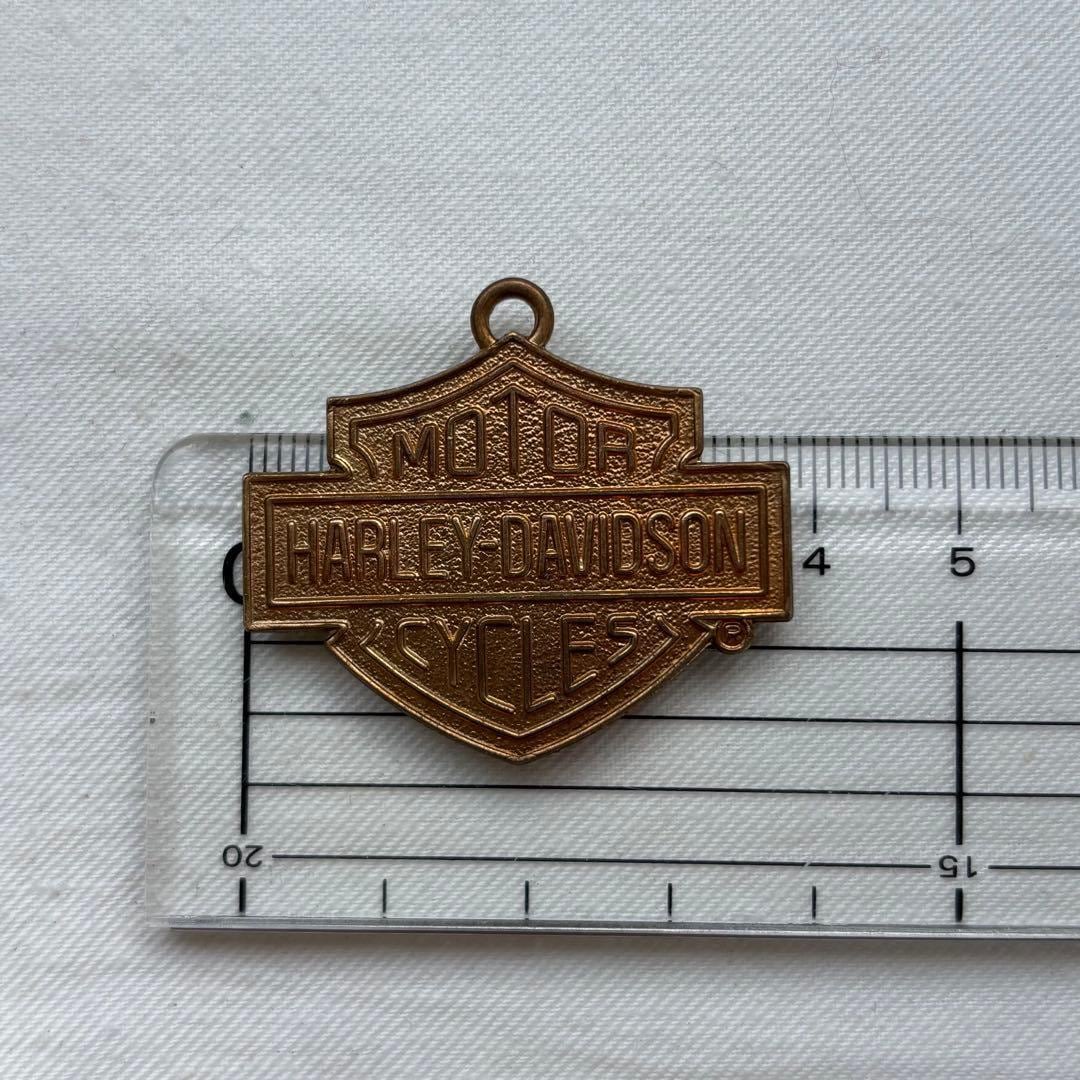 MOTOR
HARLEY-DAVIDSON
CYCLES
®
0 4 5
20 15